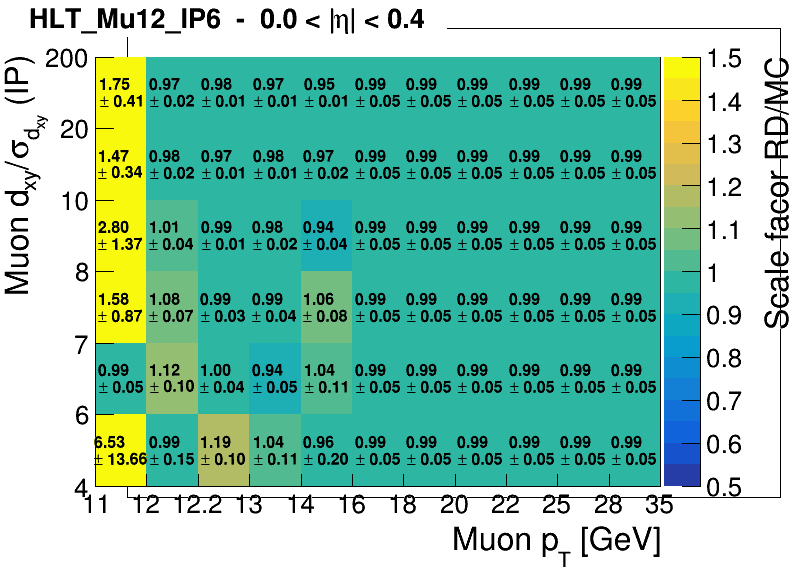 HLT_Mu12_IP6 - 0.0 < |η| < 0.4
Muon dxy/σdxy (IP)
200
20
10
8
7
6
4
1.75 0.97 0.98 0.97 0.95 0.99 0.99 0.99 0.99 0.99 0.99
± 0.41 ± 0.02 ± 0.01 ± 0.01 ± 0.01 ± 0.05 ± 0.05 ± 0.05 ± 0.05 ± 0.05 ± 0.05
1.47 0.98 0.97 0.98 0.97 0.99 0.99 0.99 0.99 0.99 0.99
± 0.34 ± 0.02 ± 0.01 ± 0.01 ± 0.02 ± 0.05 ± 0.05 ± 0.05 ± 0.05 ± 0.05 ± 0.05
2.80 1.01 0.99 0.98 0.94 0.99 0.99 0.99 0.99 0.99 0.99
± 1.37 ± 0.04 ± 0.01 ± 0.02 ± 0.04 ± 0.05 ± 0.05 ± 0.05 ± 0.05 ± 0.05 ± 0.05
1.58 1.08 0.99 0.99 1.06 0.99 0.99 0.99 0.99 0.99 0.99
± 0.87 ± 0.07 ± 0.03 ± 0.04 ± 0.08 ± 0.05 ± 0.05 ± 0.05 ± 0.05 ± 0.05 ± 0.05
0.99 1.12 1.00 0.94 1.04 0.99 0.99 0.99 0.99 0.99 0.99
± 0.05 ± 0.10 ± 0.04 ± 0.05 ± 0.11 ± 0.05 ± 0.05 ± 0.05 ± 0.05 ± 0.05 ± 0.05
6.53 0.99 1.19 1.04 0.96 0.99 0.99 0.99 0.99 0.99 0.99
± 13.66 ± 0.15 ± 0.10 ± 0.11 ± 0.20 ± 0.05 ± 0.05 ± 0.05 ± 0.05 ± 0.05 ± 0.05
11 12 12.2 13 14 16 18 20 22 25 28 35
Muon pT [GeV]
1.5
1.4
1.3
1.2
1.1
1
0.9
0.8
0.7
0.6
0.5
Scale facor RD/MC